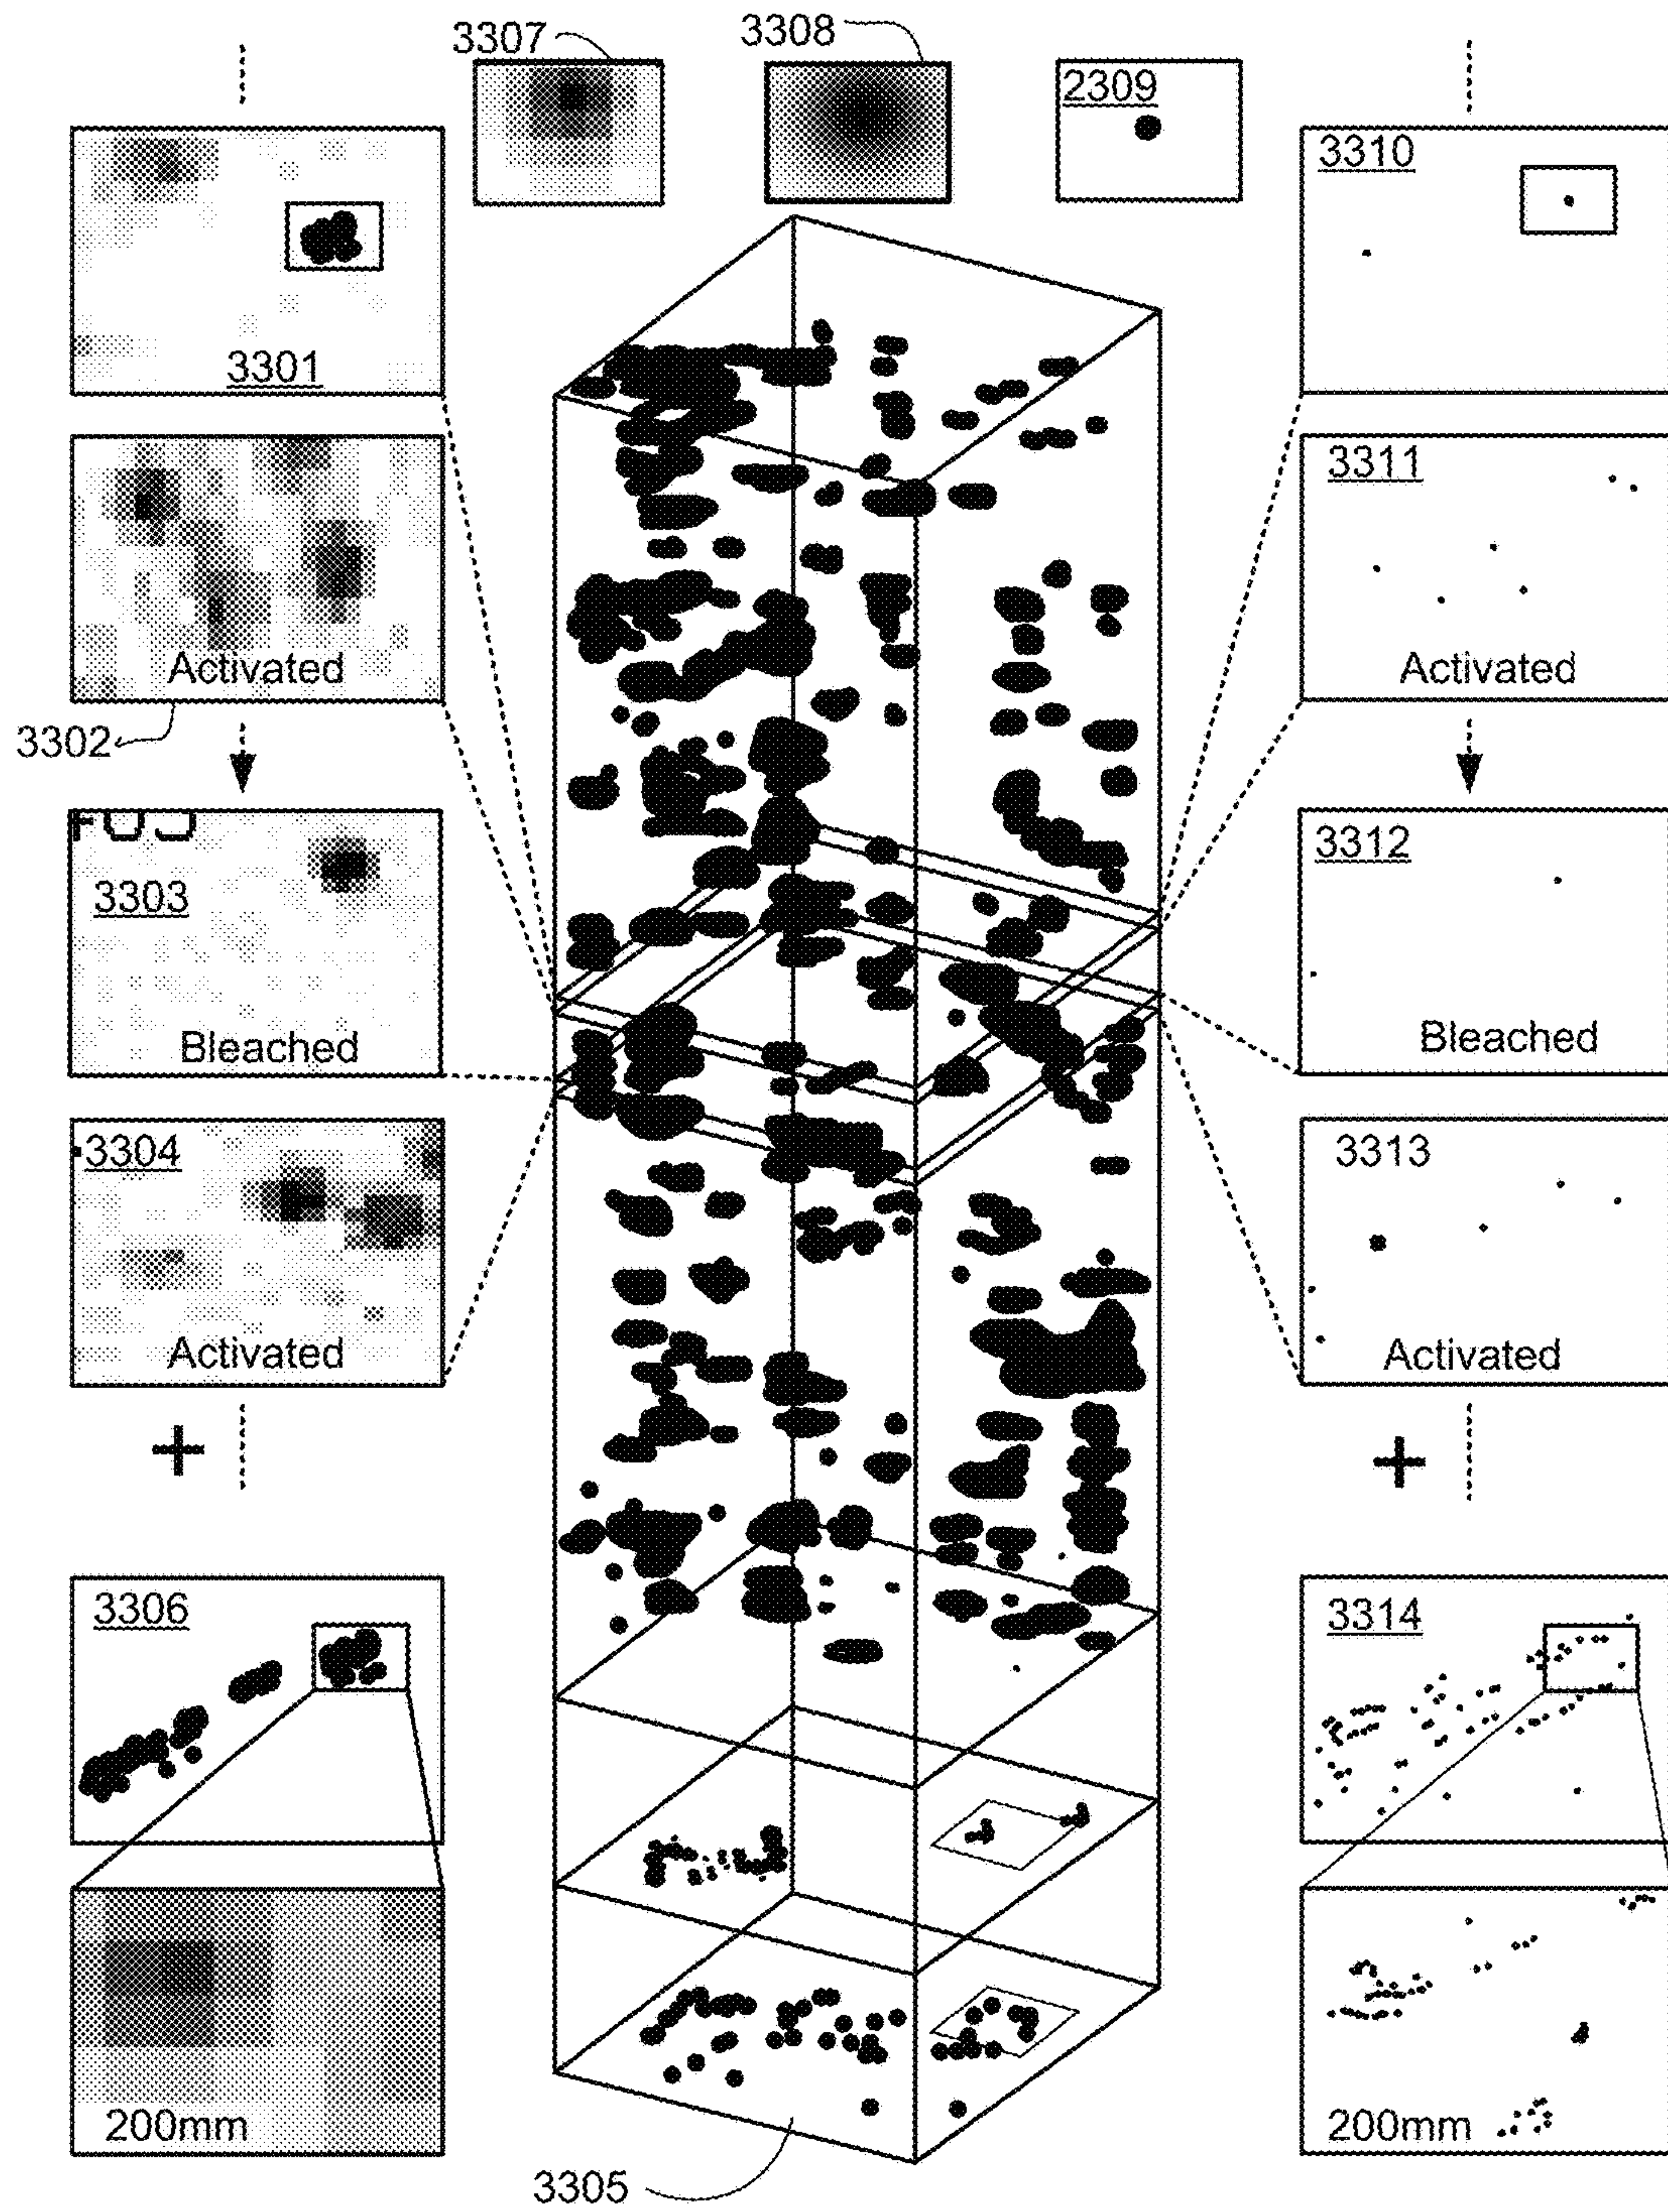 3307
3308
2309
3310
3301
3311
Activated
Activated
3302
3312
3303
Bleached
Bleached
3304
3313
Activated
Activated
+
+
3306
3314
200mm
200mm
3305